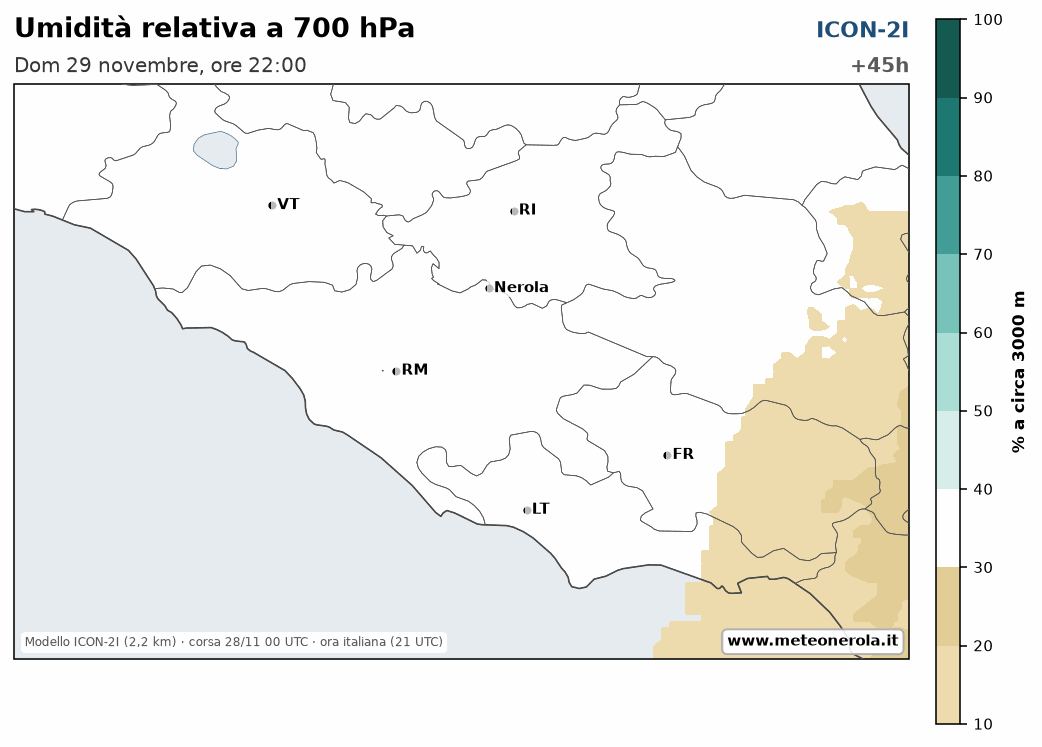 Umidità relativa a 700 hPa
ICON-2I
Dom 29 novembre, ore 22:00
+45h
VT
RI
Nerola
RM
FR
LT
Modello ICON-2I (2,2 km) · corsa 28/11 00 UTC · ora italiana (21 UTC)
www.meteonerola.it
100
90
80
70
60
50
40
30
20
10
% a circa 3000 m